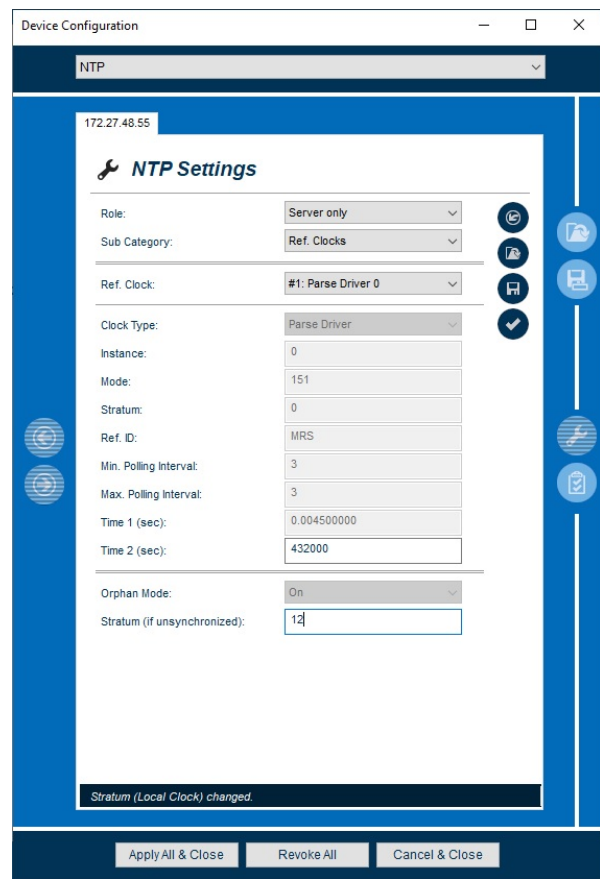 Device Configuration
NTP
172.27.48.55
NTP Settings
Role: Server only
Sub Category: Ref. Clocks
Ref. Clock: #1: Parse Driver 0
Clock Type: Parse Driver
Instance: 0
Mode: 151
Stratum: 0
Ref. ID: MRS
Min. Polling Interval: 3
Max. Polling Interval: 3
Time 1 (sec): 0.004500000
Time 2 (sec): 432000
Orphan Mode: On
Stratum (if unsynchronized): 12
Stratum (Local Clock) changed.
Apply All & Close Revoke All Cancel & Close